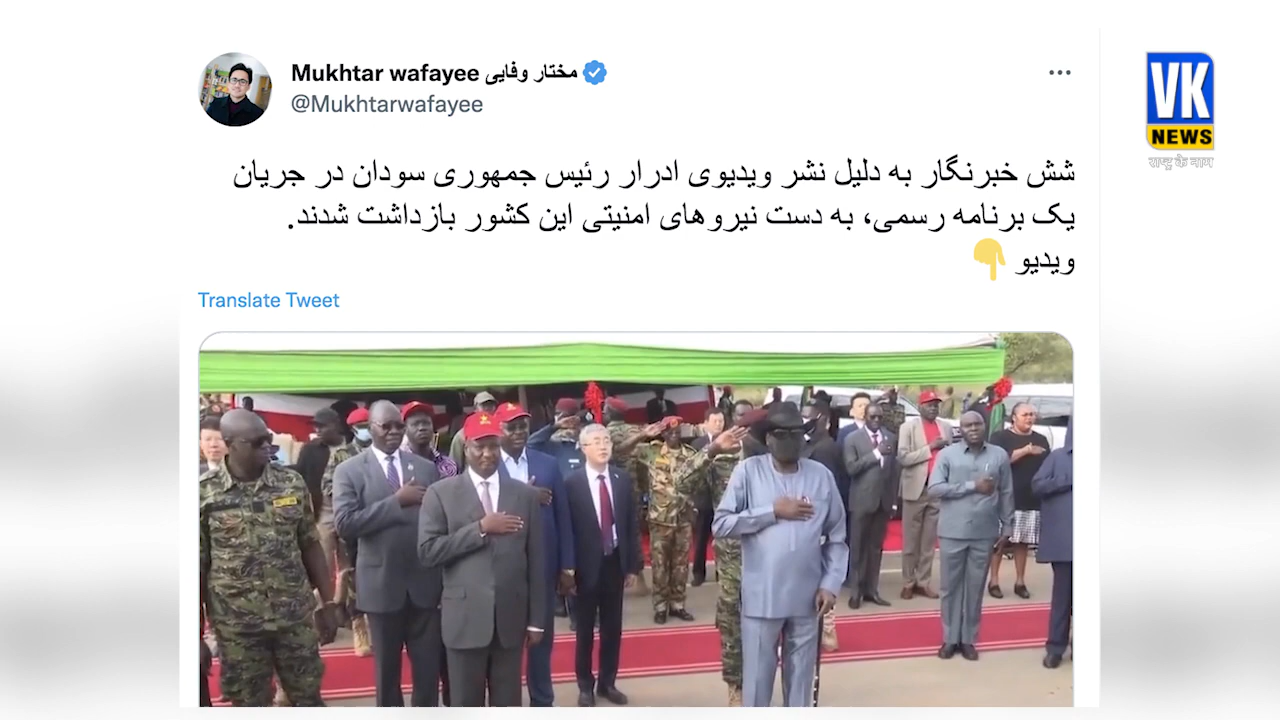 Mukhtar wafayee مختار وفایی
@Mukhtarwafayee
شش خبرنگار به دلیل نشر ویدیوی ادرار رئیس جمهوری سودان در جریان
یک برنامه رسمی، به دست نیروهای امنیتی این کشور بازداشت شدند.
ویدیو 👇
Translate Tweet
VK
NEWS
राष्ट्र के नाम